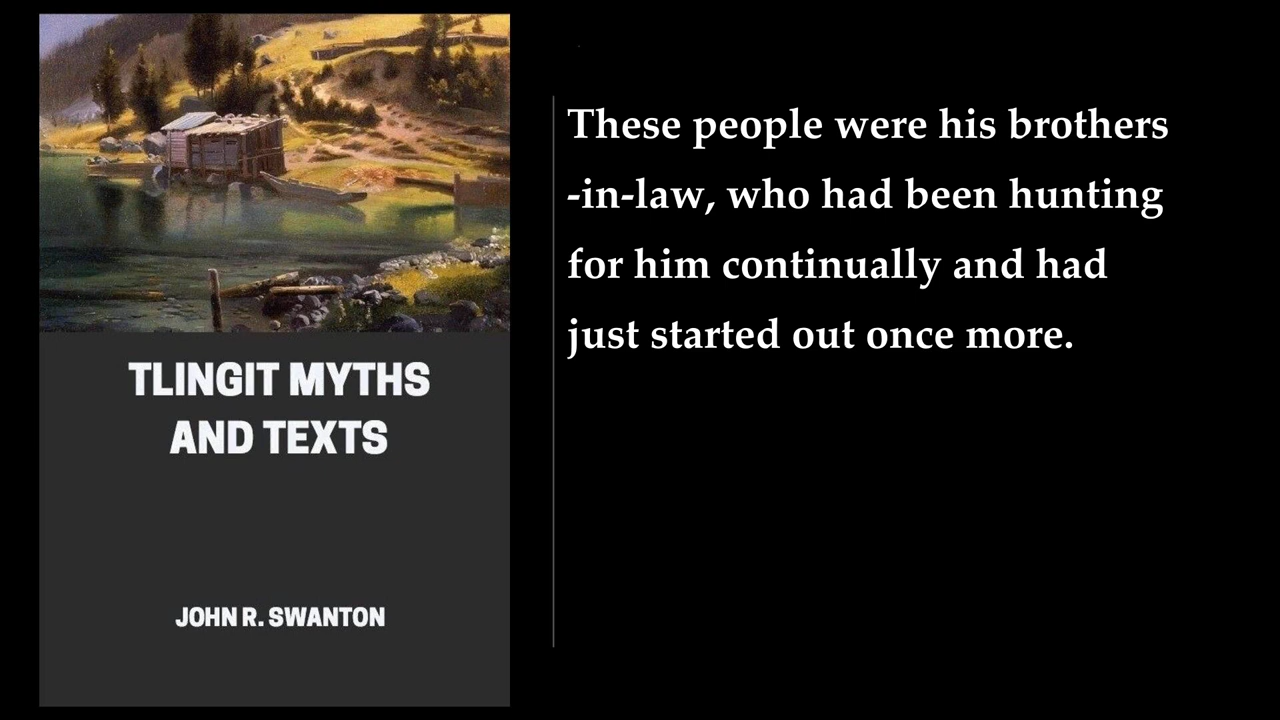 TLINGIT MYTHS
AND TEXTS
JOHN R. SWANTON
These people were his brothers
-in-law, who had been hunting
for him continually and had
just started out once more.